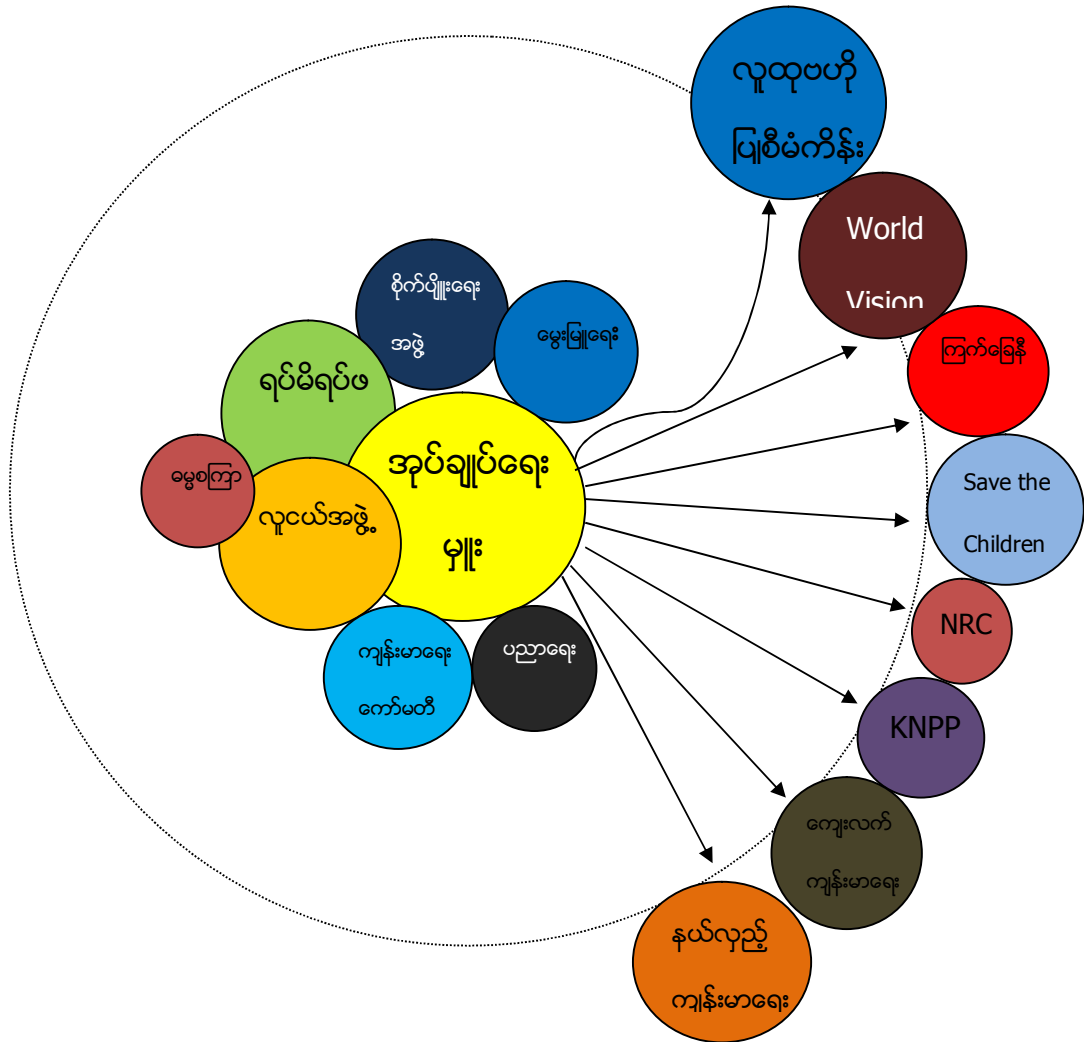 လူထုဗဟို
ပြုစီမံကိန်း
World
Vision
စိုက်ပျိုးရေး
အဖွဲ့
မွေးမြူရေး
ကြက်ခြေနီ
ရပ်မိရပ်ဖ
အုပ်ချုပ်ရေး
မှူး
ဓမ္မစကြာ
လူငယ်အဖွဲ့
Save the
Children
NRC
ကျန်းမာရေး
ကော်မတီ
ပညာရေး
KNPP
ကျေးလက်
ကျန်းမာရေး
နယ်လှည့်
ကျန်းမာရေး